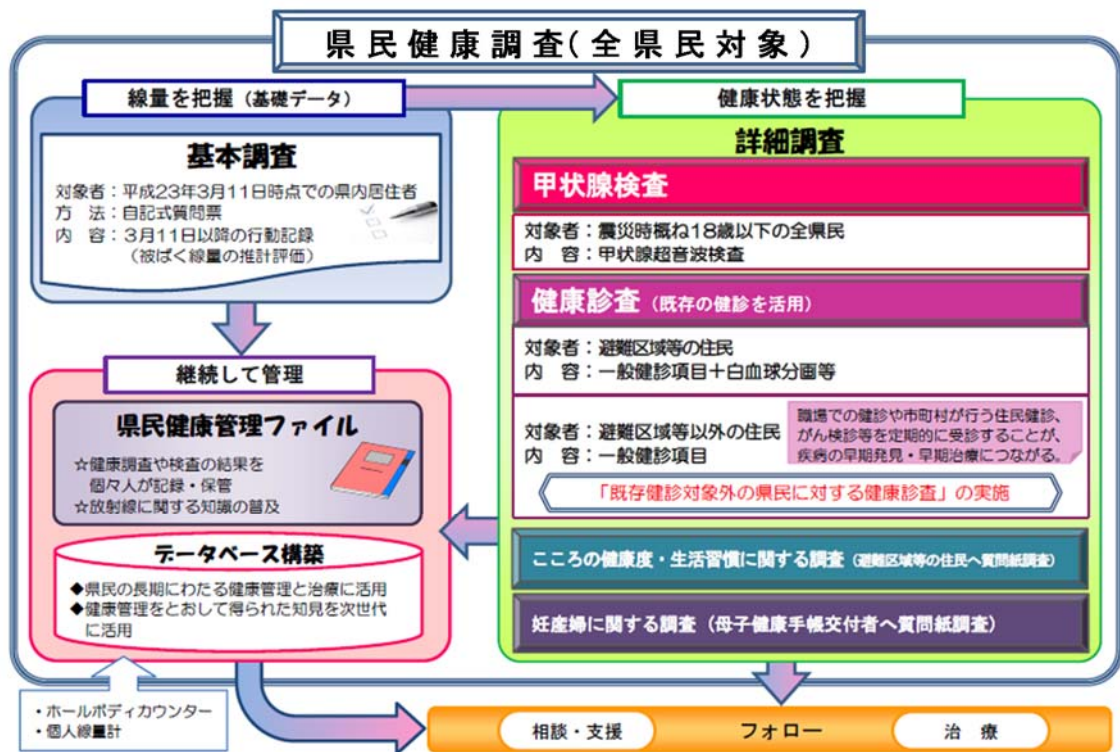 県民健康調査(全県民対象)
線量を把握(基礎データ)
基本調査
対象者：平成23年3月11日時点での県内居住者
方　法：自記式質問票
内　容：3月11日以降の行動記録
（被ばく線量の推計評価）
健康状態を把握
詳細調査
甲状腺検査
対象者：震災時概ね18歳以下の全県民
内　容：甲状腺超音波検査
健康診査（既存の健診を活用）
対象者：避難区域等の住民
内　容：一般健診項目＋白血球分画等
対象者：避難区域等以外の住民
内　容：一般健診項目
職場での健診や市町村が行う住民健診、
がん検診等を定期的に受診することが、
疾病の早期発見・早期治療につながる。
「既存健診対象外の県民に対する健康診査」の実施
こころの健康度・生活習慣に関する調査（避難区域等の住民へ質問紙調査）
妊産婦に関する調査（母子健康手帳交付者へ質問紙調査）
継続して管理
県民健康管理ファイル
☆健康調査や検査の結果を
個々人が記録・保管
☆放射線に関する知識の普及
データベース構築
◆県民の長期にわたる健康管理と治療に活用
◆健康管理をとおして得られた知見を次世代
に活用
・ホールボディカウンター
・個人線量計
相談・支援
フォロー
治　療